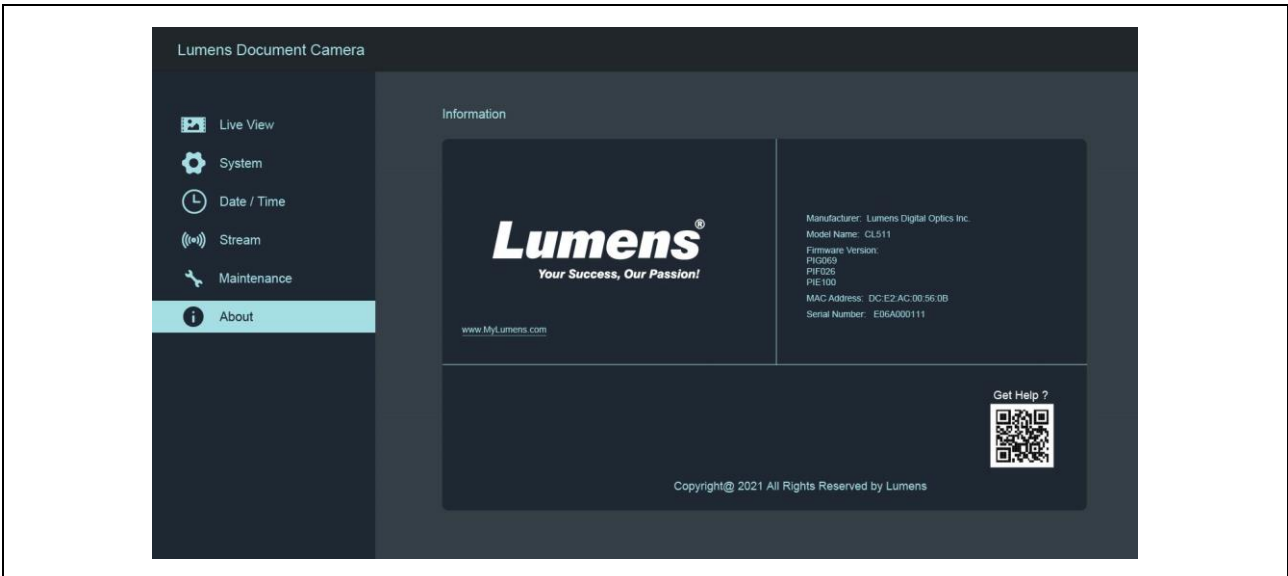 Lumens Document Camera
Live View
System
Date / Time
Stream
Maintenance
About
Information
Lumens®
Your Success, Our Passion!
www.MyLumens.com
Manufacturer: Lumens Digital Optics Inc.
Model Name: CL511
Firmware Version:
PIG069
PIF026
PIE100
MAC Address: DC:E2:AC:00:56:0B
Serial Number: E06A000111
Get Help ?
Copyright@ 2021 All Rights Reserved by Lumens